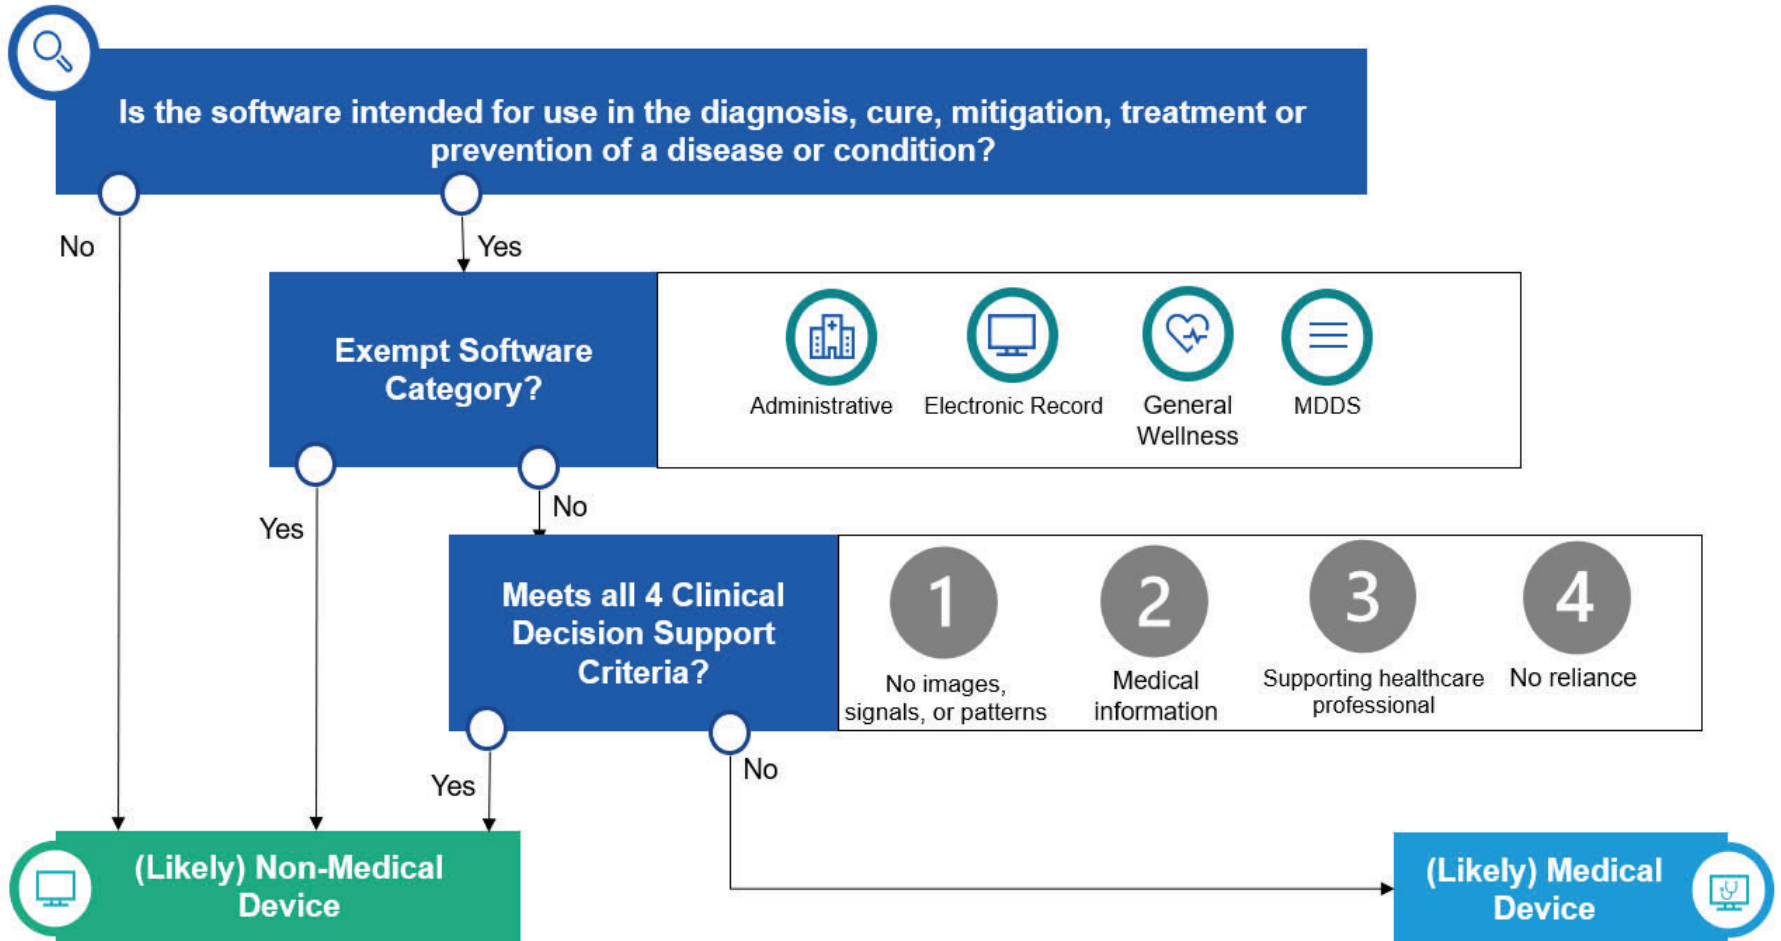 Is the software intended for use in the diagnosis, cure, mitigation, treatment or
prevention of a disease or condition?
No
Yes
Exempt Software
Category?
Administrative
Electronic Record
General
Wellness
MDDS
Yes
No
Meets all 4 Clinical
Decision Support
Criteria?
1
No images,
signals, or patterns
2
Medical
information
3
Supporting healthcare
professional
4
No reliance
Yes
No
(Likely) Non-Medical
Device
(Likely) Medical
Device